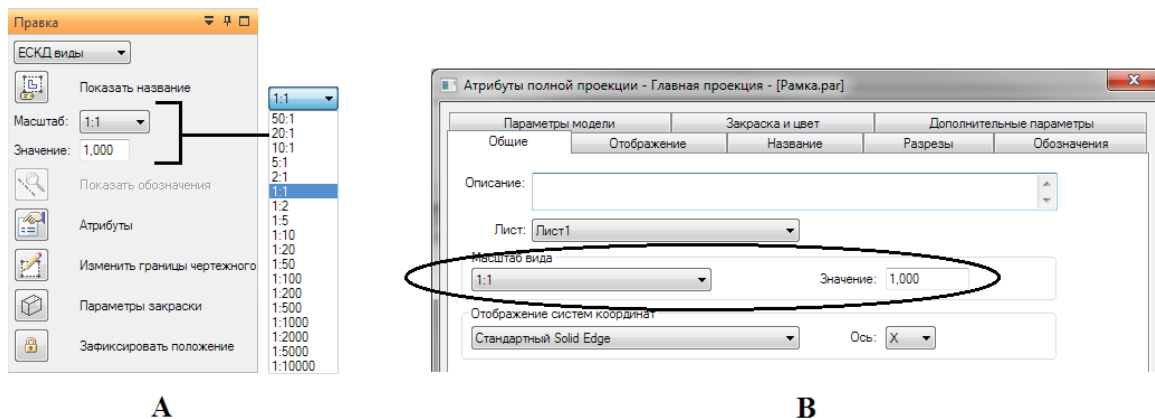 Правка
ЕСКД виды
Показать название
Масштаб: 1:1
Значение: 1,000
Показать обозначения
Атрибуты
Изменить границы чертежного
Параметры закраски
Зафиксировать положение
1:1
50:1
20:1
10:1
5:1
2:1
1:1
1:2
1:5
1:10
1:20
1:50
1:100
1:200
1:500
1:1000
1:2000
1:5000
1:10000
A
Атрибуты полной проекции - Главная проекция - [Рамка.par]
Параметры модели Закраска и цвет Дополнительные параметры
Общие Отображение Название Разрезы Обозначения
Описание:
Лист: Лист1
Масштаб вида
1:1 Значение: 1,000
Отображение систем координат
Стандартный Solid Edge Ось: X
B